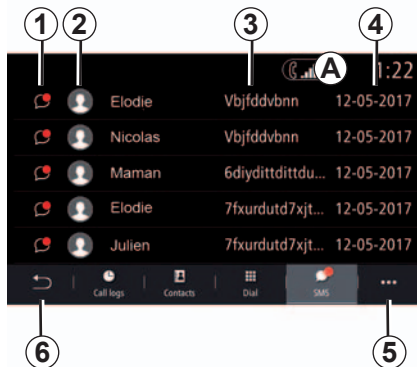 1 2 3 4
A 1:22
Elodie Vbjfddvbnn 12-05-2017
Nicolas Vbjfddvbnn 12-05-2017
Maman 6diydittdittdu... 12-05-2017
Elodie 7fxurdutd7xjt... 12-05-2017
Julien 7fxurdutd7xjt... 12-05-2017
Call logs Contacts Dial SMS ...
6 5